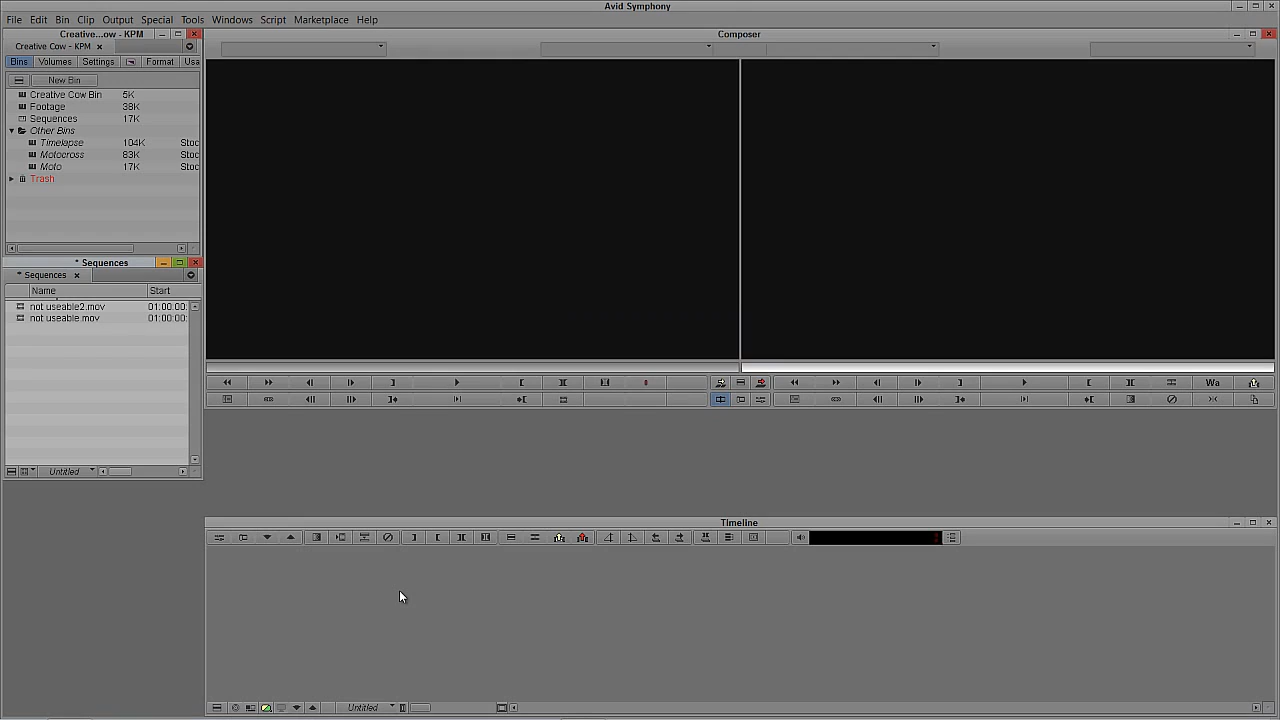 Avid Symphony
File Edit Bin Clip Output Special Tools Windows Script Marketplace Help
Creative...ow - KPM
Composer
Creative Cow - KPM
Bins Volumes Settings Format Usa
New Bin
Creative Cow Bin 5K
Footage 38K
Sequences 17K
Other Bins
Timelapse 104K Stoc
Motocross 83K Stoc
Moto 17K Stoc
Trash
* Sequences
* Sequences
Name Start
not useable2.mov 01:00:00:
not useable.mov 01:00:00:
Untitled
Wa
Timeline
Untitled